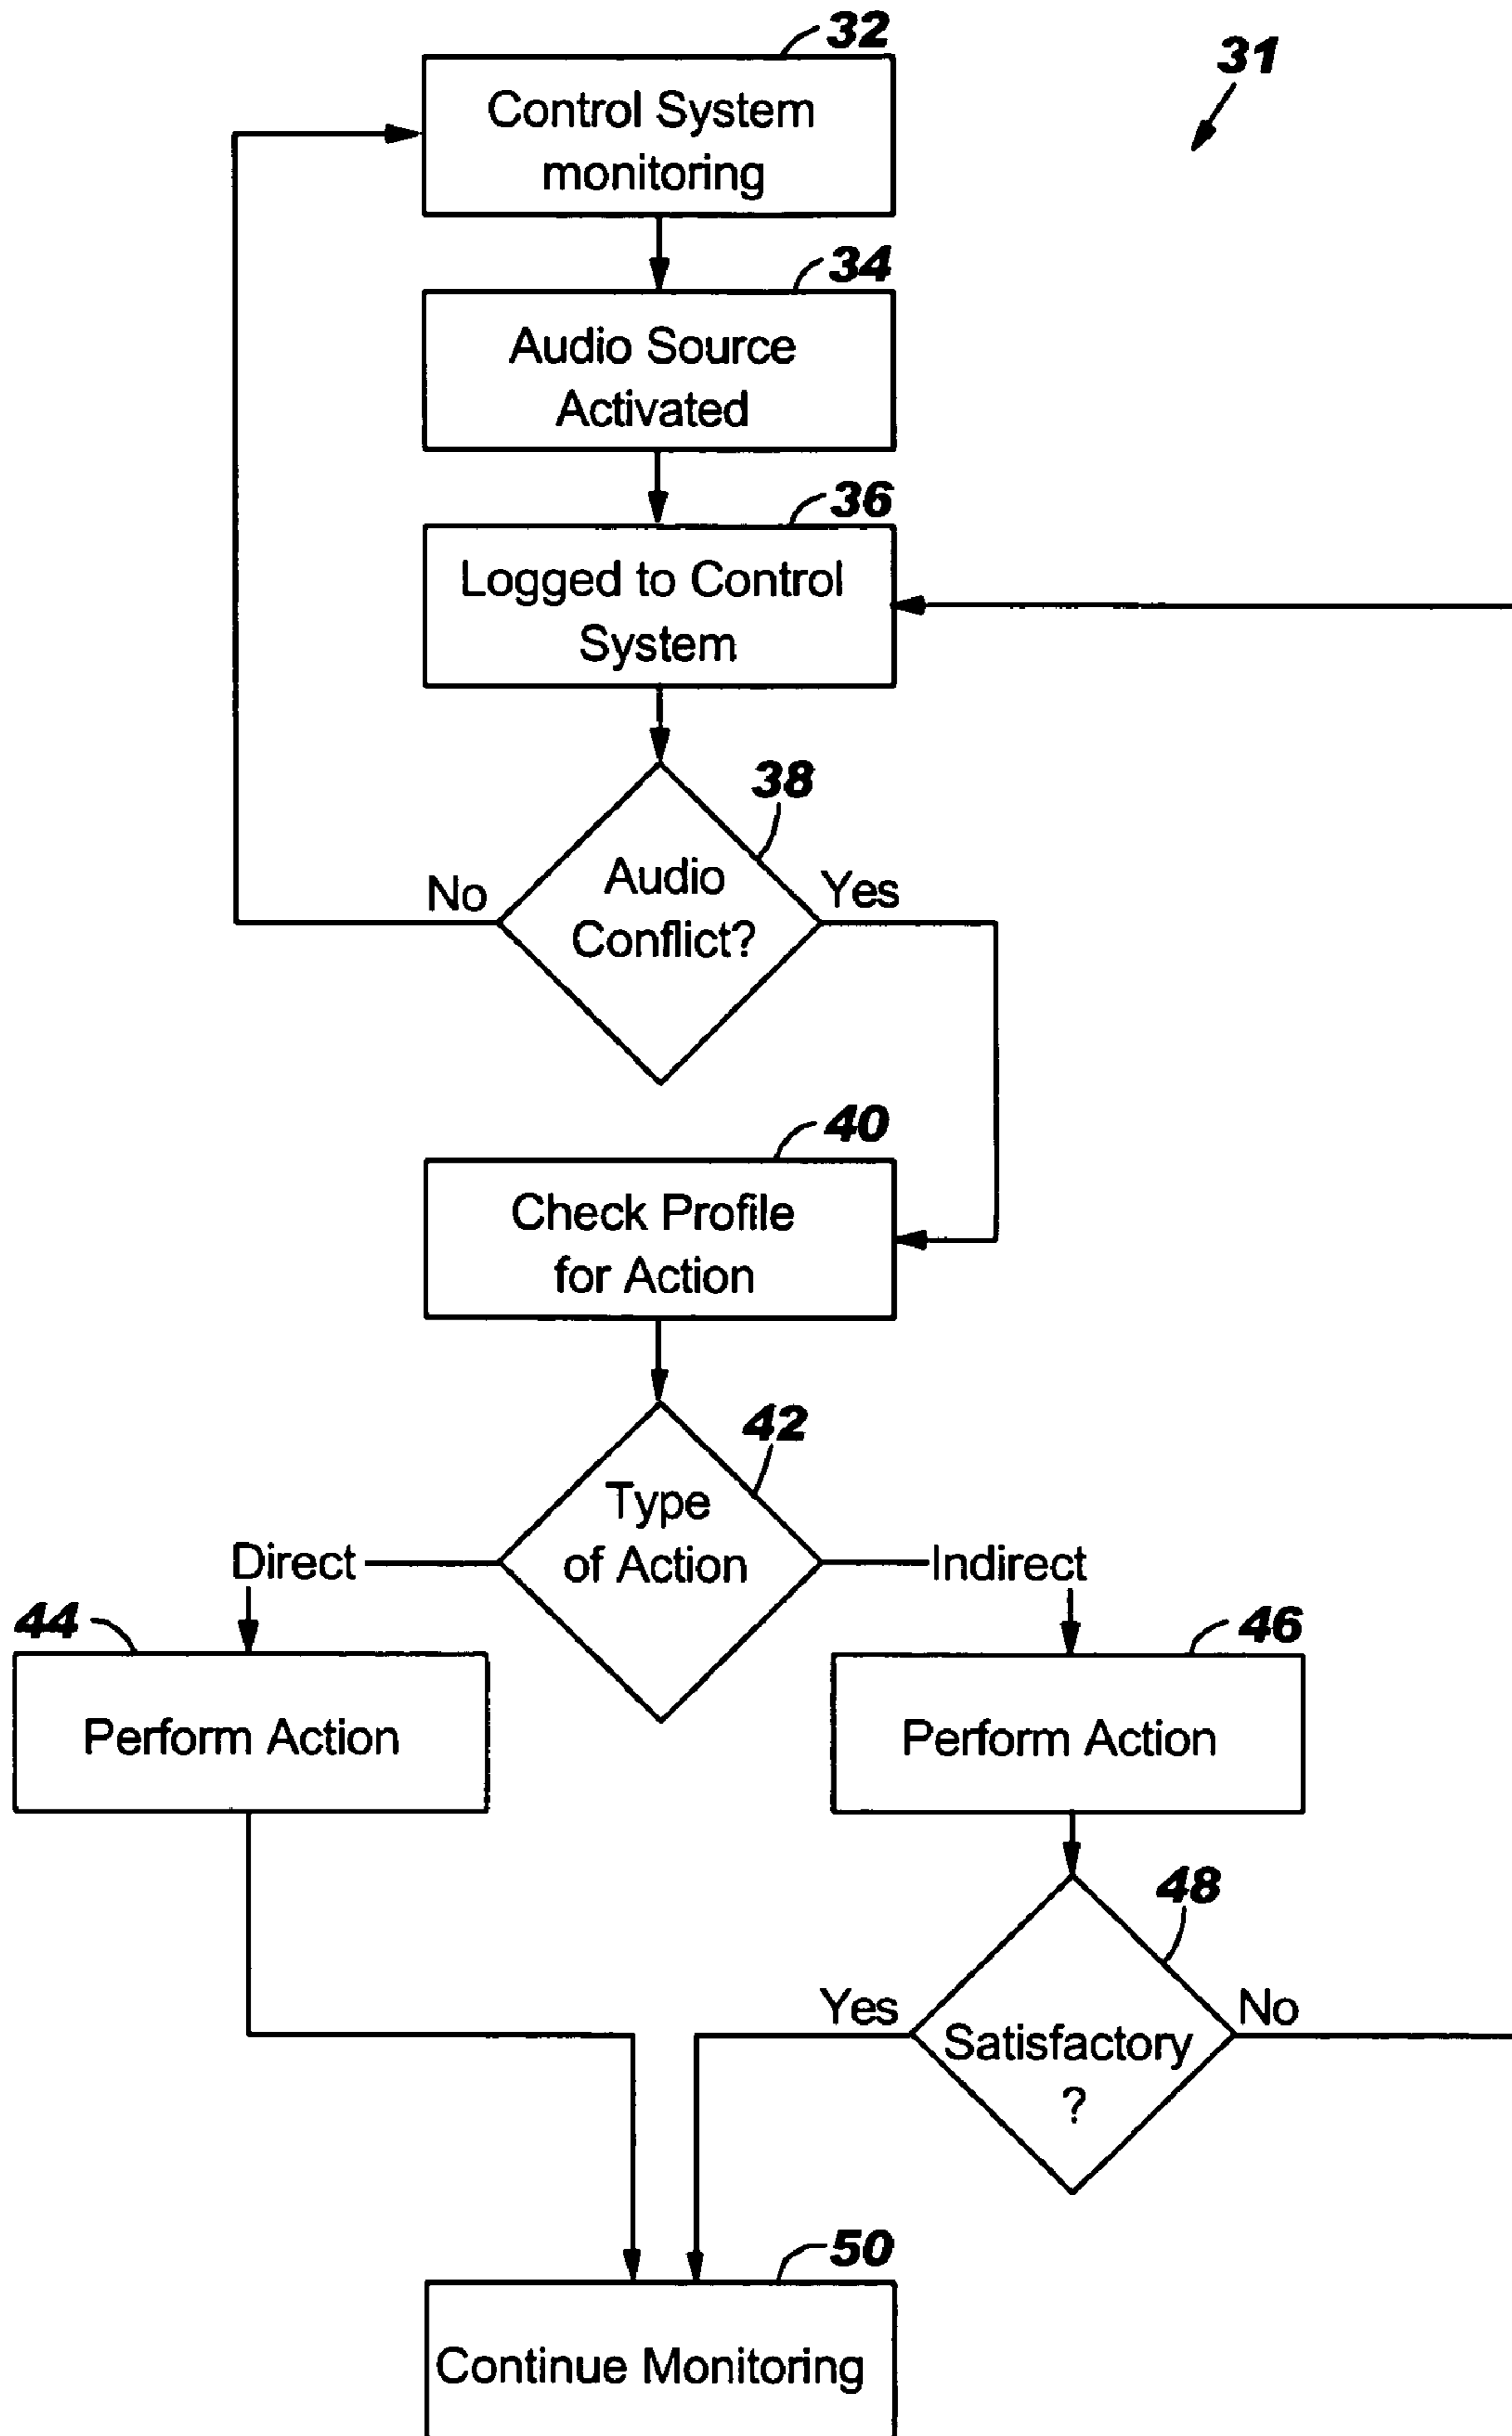 32
31
Control System
monitoring
34
Audio Source
Activated
36
Logged to Control
System
38
Audio
Conflict?
No
Yes
40
Check Profile
for Action
42
Type
of Action
Direct
Indirect
44
46
Perform Action
Perform Action
48
Yes
No
Satisfactory
?
50
Continue Monitoring